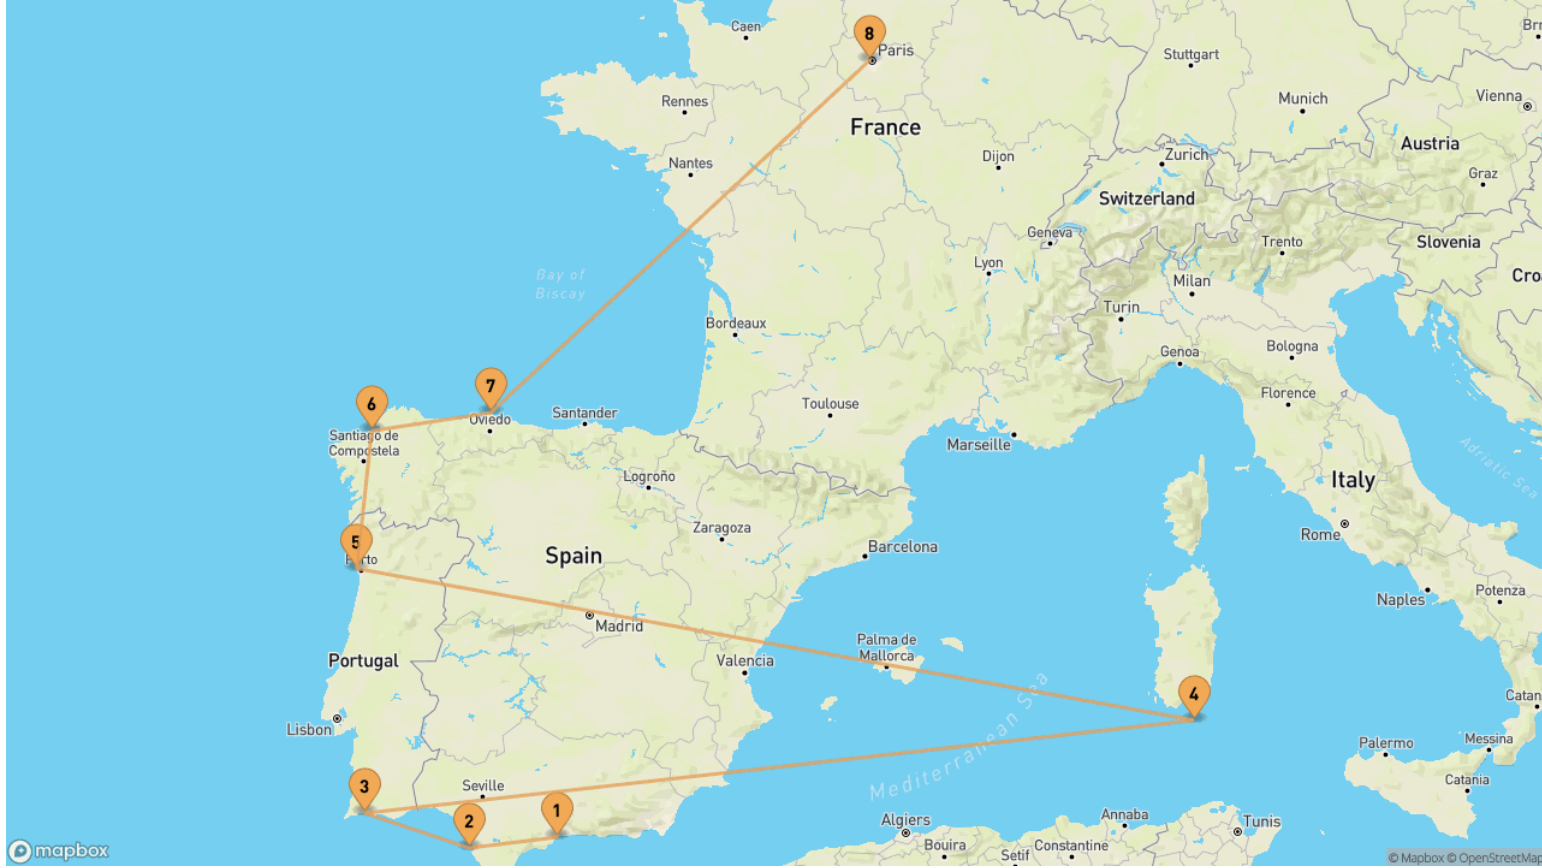 Caen
8
Paris
Stuttgart
Br
Rennes
Munich
Vienna
France
Austria
Nantes
Dijon
Zurich
Graz
Switzerland
Geneva
Trento
Slovenia
Bay of
Biscay
Lyon
Milan
Cro
Turin
Bordeaux
Genoa
Bologna
7
6
Florence
Toulouse
Santander
Oviedo
Santiago de
Compostela
Marseille
Adriatic Sea
Logroño
Italy
Zaragoza
Rome
5
Porto
Spain
Barcelona
Madrid
Naples
Potenza
Palma de
Mallorca
Portugal
Valencia
4
Catan
Lisbon
Mediterranean Sea
Palermo
Messina
3
Seville
Catania
1
2
Algiers
Annaba
Tunis
Bouira
Constantine
Setif
mapbox
© Mapbox © OpenStreetMap